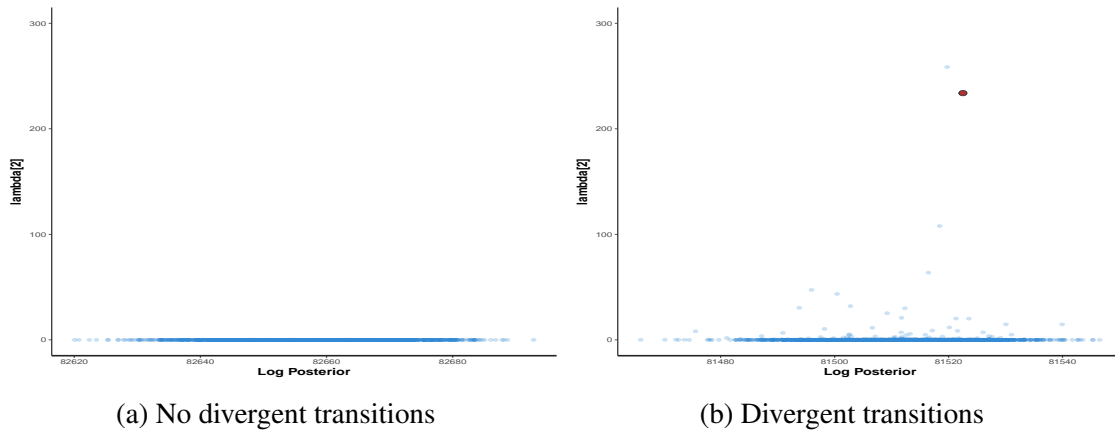 300
200
100
0
lambda[2]
82620 82640 82660 82680
Log Posterior
(a) No divergent transitions
300
200
100
0
lambda[2]
81480 81500 81520 81540
Log Posterior
(b) Divergent transitions